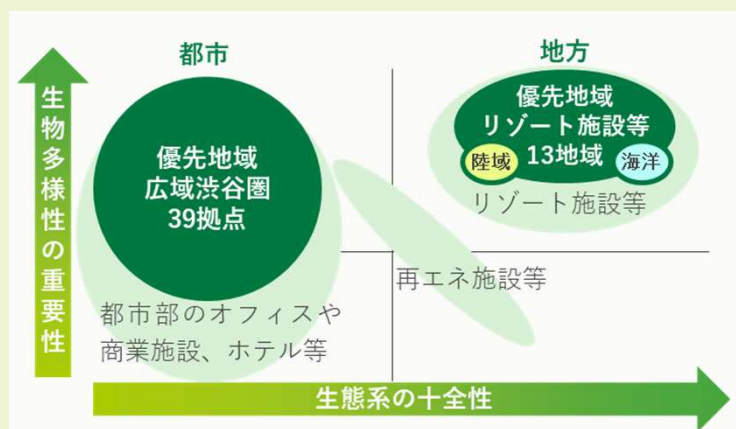 都市
地方
生物多様性の重要性
優先地域
広域渋谷圏
39拠点
優先地域
リゾート施設等
13地域
陸域
海洋
リゾート施設等
再エネ施設等
都市部のオフィスや
商業施設、ホテル等
生態系の十全性